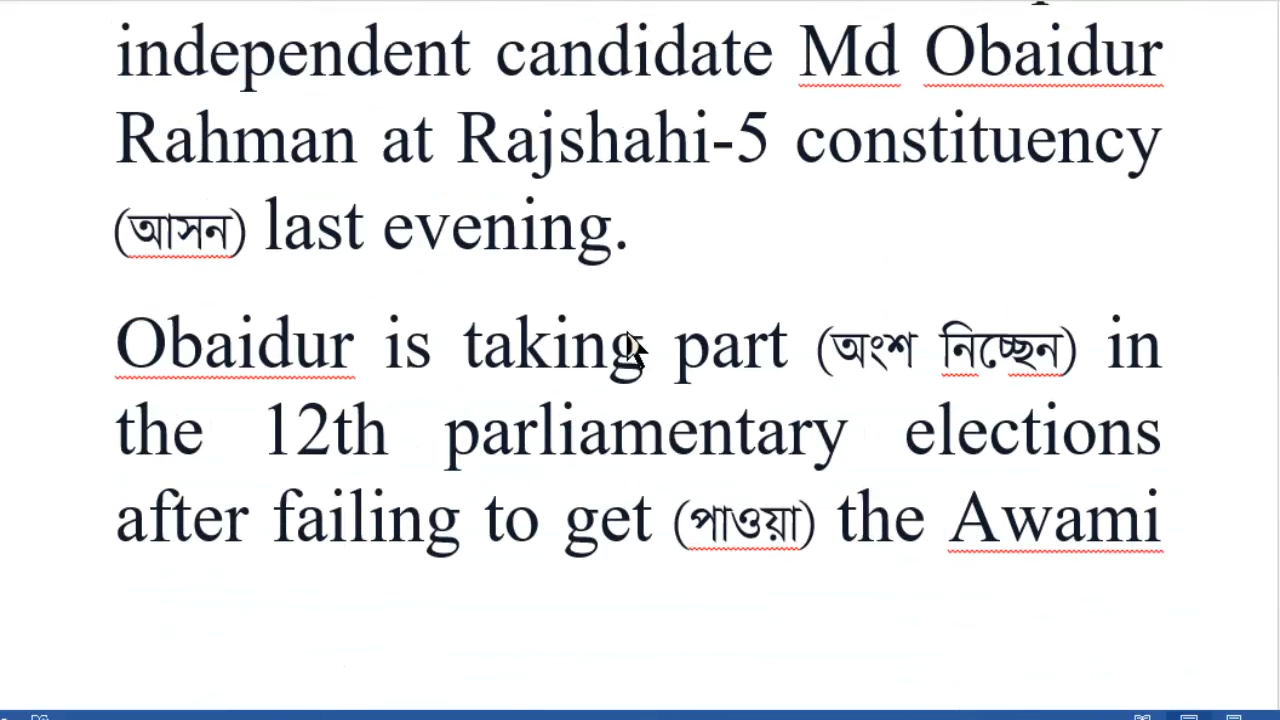 independent candidate Md Obaidur
Rahman at Rajshahi-5 constituency
(আসন) last evening.
Obaidur is taking part (অংশ নিচ্ছেন) in
the 12th parliamentary elections
after failing to get (পাওয়া) the Awami